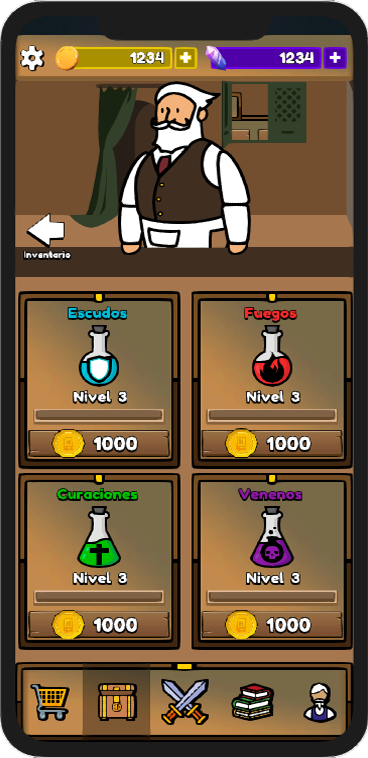 1234 + 1234 +
Inventario
Escudos Fuegos
Nivel 3 Nivel 3
1000 1000
Curaciones Venenos
Nivel 3 Nivel 3
1000 1000